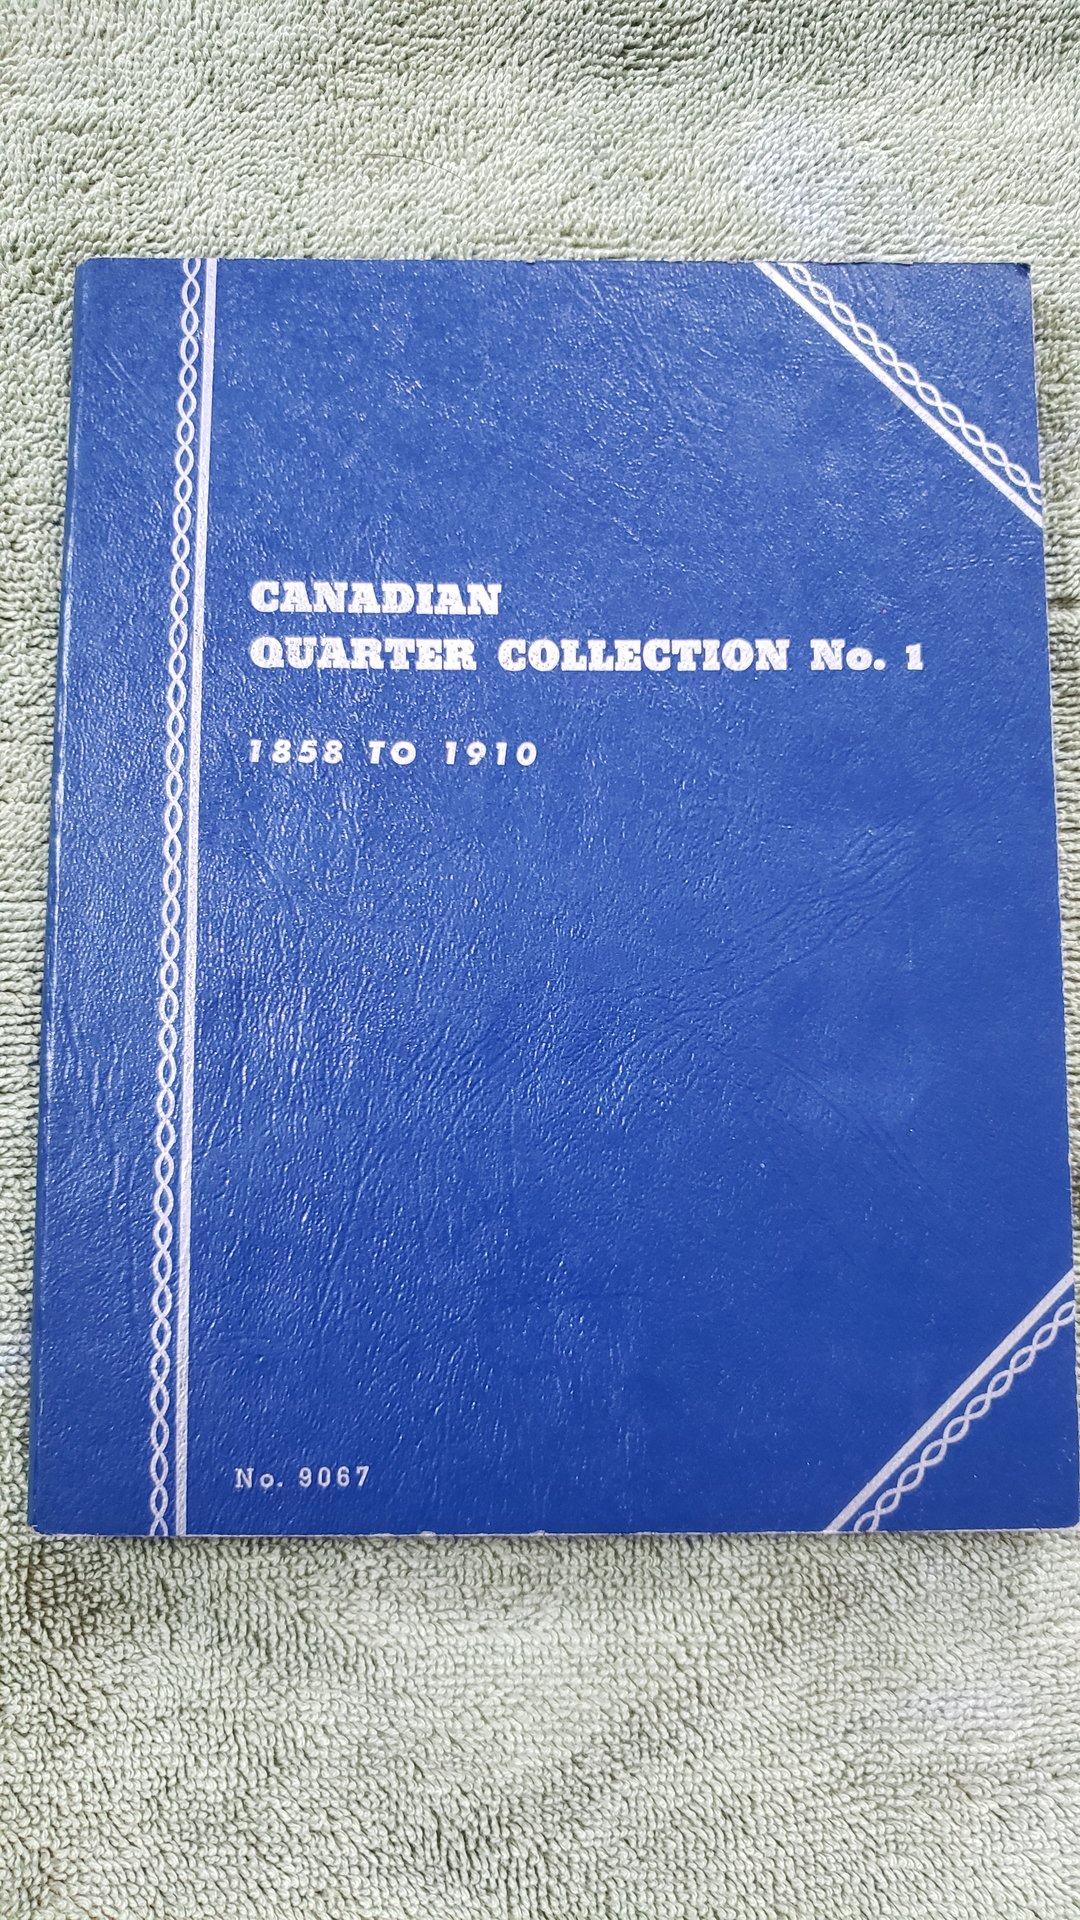 CANADIAN
QUARTER COLLECTION No. 1
1858 TO 1910
No. 9067